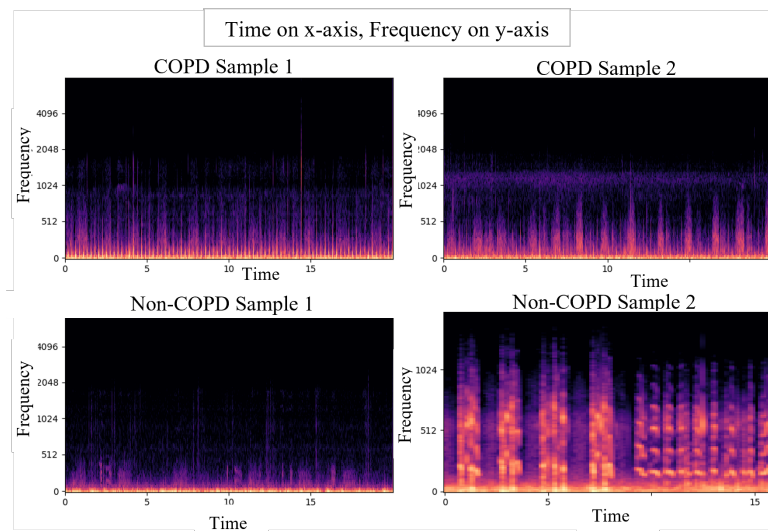 Time on x-axis, Frequency on y-axis
COPD Sample 1
COPD Sample 2
Frequency
4096
2048
1024
512
0
0
5
10
15
Time
Frequency
4096
2048
1024
512
0
0
5
10
15
Time
Non-COPD Sample 1
Non-COPD Sample 2
Frequency
4096
2048
1024
512
0
0
5
10
15
Time
Frequency
1024
512
0
0
5
15
Time